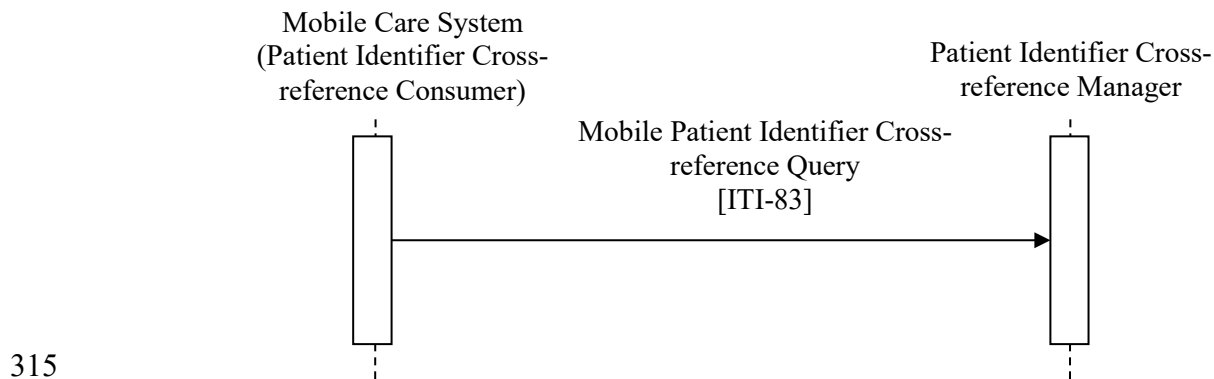 Mobile Care System
(Patient Identifier Cross-
reference Consumer)
Patient Identifier Cross-
reference Manager
Mobile Patient Identifier Cross-
reference Query
[ITI-83]
315